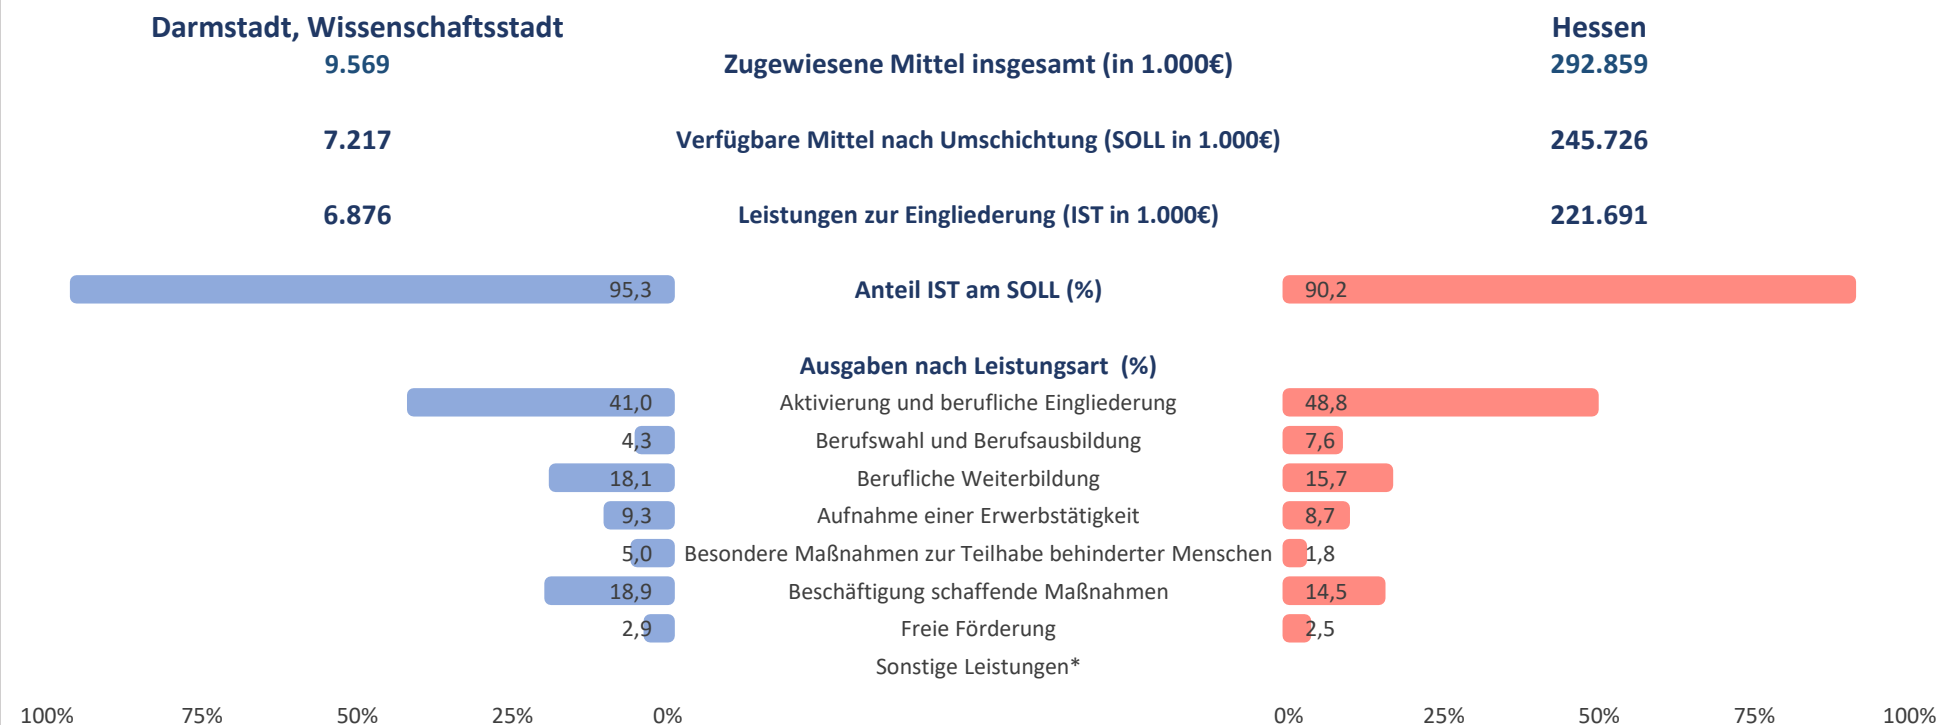 Darmstadt, Wissenschaftsstadt Hessen
9.569 Zugewiesene Mittel insgesamt (in 1.000€) 292.859
7.217 Verfügbare Mittel nach Umschichtung (SOLL in 1.000€) 245.726
6.876 Leistungen zur Eingliederung (IST in 1.000€) 221.691
95,3 Anteil IST am SOLL (%) 90,2
Ausgaben nach Leistungsart (%)
41,0 Aktivierung und berufliche Eingliederung 48,8
4,3 Berufswahl und Berufsausbildung 7,6
18,1 Berufliche Weiterbildung 15,7
9,3 Aufnahme einer Erwerbstätigkeit 8,7
5,0 Besondere Maßnahmen zur Teilhabe behinderter Menschen 1,8
18,9 Beschäftigung schaffende Maßnahmen 14,5
2,9 Freie Förderung 2,5
Sonstige Leistungen*
100% 75% 50% 25% 0% 0% 25% 50% 75% 100%